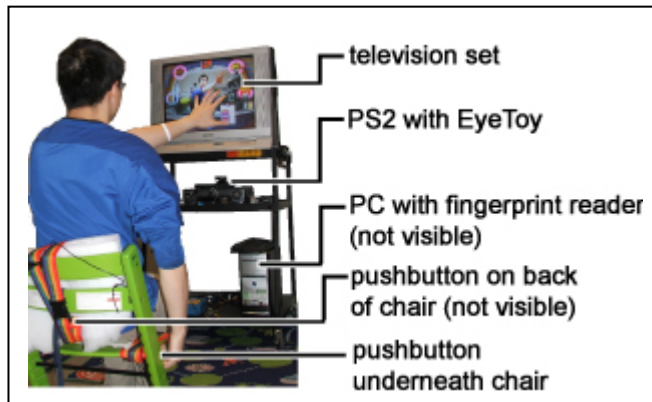 television set
PS2 with EyeToy
PC with fingerprint reader
(not visible)
pushbutton on back
of chair (not visible)
pushbutton
underneath chair